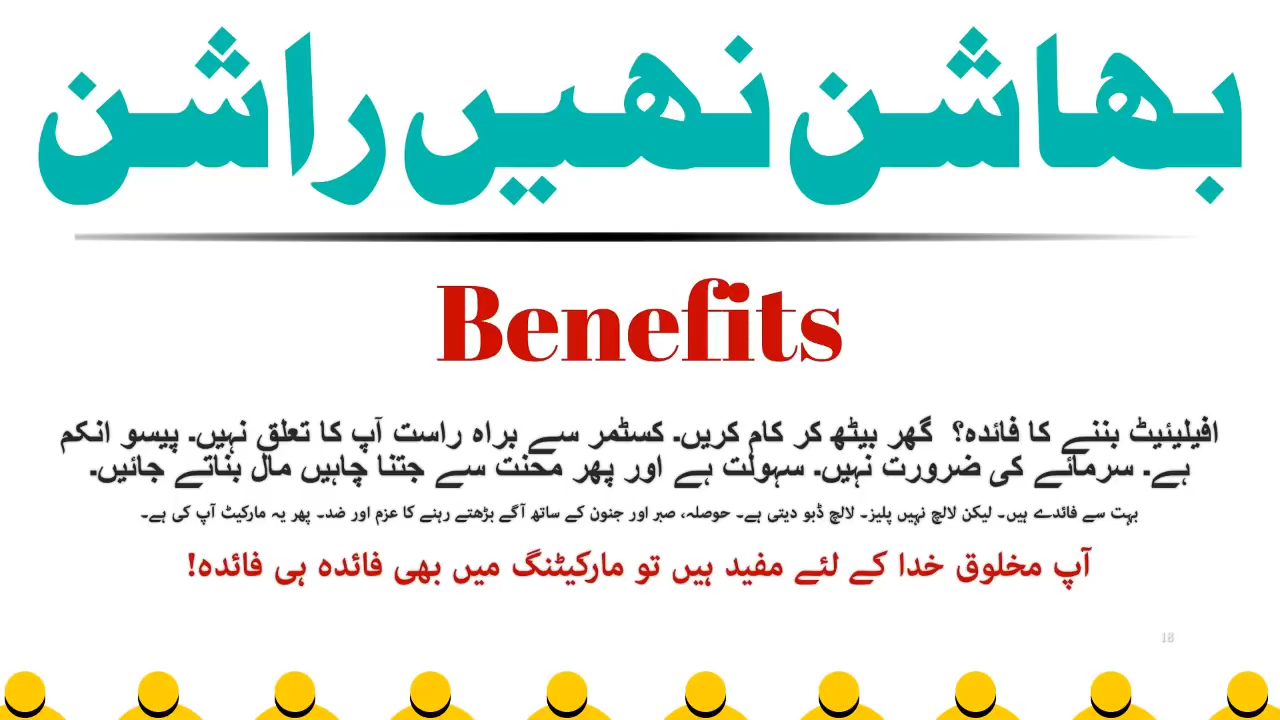 بھاشن نھیں راشن
Benefits
افیلیئیٹ بننے کا فائدہ؟ گھر بیٹھ کر کام کریں۔ کسٹمر سے براہ راست آپ کا تعلق نہیں۔ پیسو انکم
ہے۔ سرمائے کی ضرورت نہیں۔ سہولت ہے اور پھر محنت سے جتنا چاہیں مال بناتے جائیں۔
بہت سے فائدے ہیں۔ لیکن لالچ نہیں پلیز۔ لالچ ڈبو دیتی ہے۔ حوصلہ، صبر اور جنون کے ساتھ آگے بڑھتے رہنے کا عزم اور ضد۔ پھر یہ مارکیٹ آپ کی ہے۔
آپ مخلوق خدا کے لئے مفید ہیں تو مارکیٹنگ میں بھی فائدہ ہی فائدہ!
18